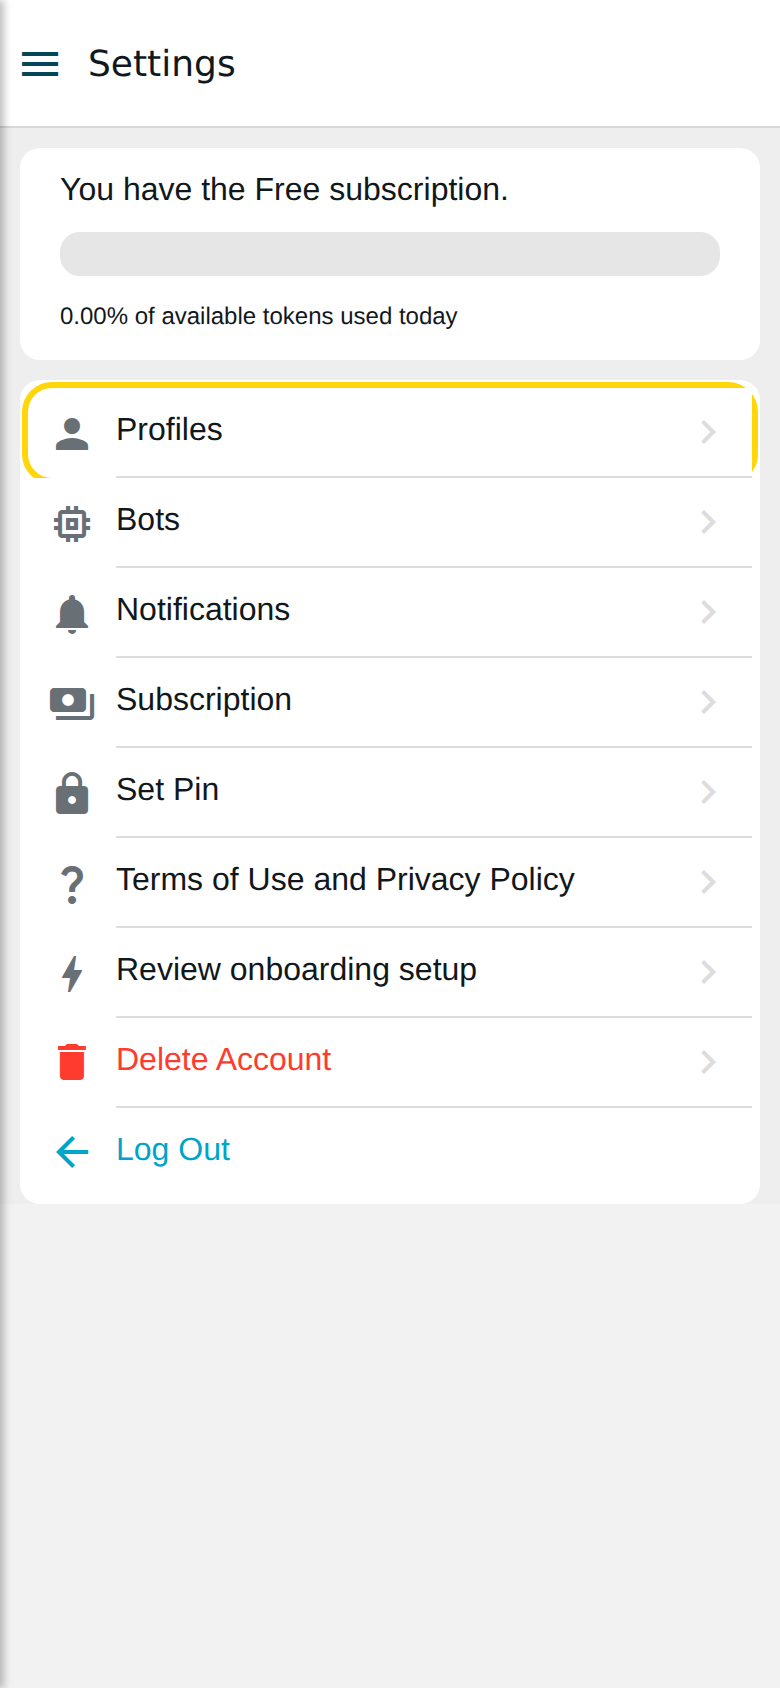 Settings
You have the Free subscription.
0.00% of available tokens used today
Profiles
Bots
Notifications
Subscription
Set Pin
Terms of Use and Privacy Policy
Review onboarding setup
Delete Account
Log Out